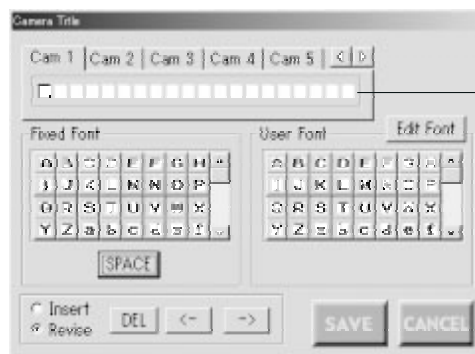 Camera Title
Cam 1 Cam 2 Cam 3 Cam 4 Cam 5
Fixed Font
User Font
Edit Font
A B C D E F G H
A B C D E F G H
I J K L M N O P
I J K L M N O P
Q R S T U V W X
Q R S T U V W X
Y Z a b c d e f
Y Z a b c d e f
SPACE
Insert
Revise
DEL
<-
->
SAVE
CANCEL